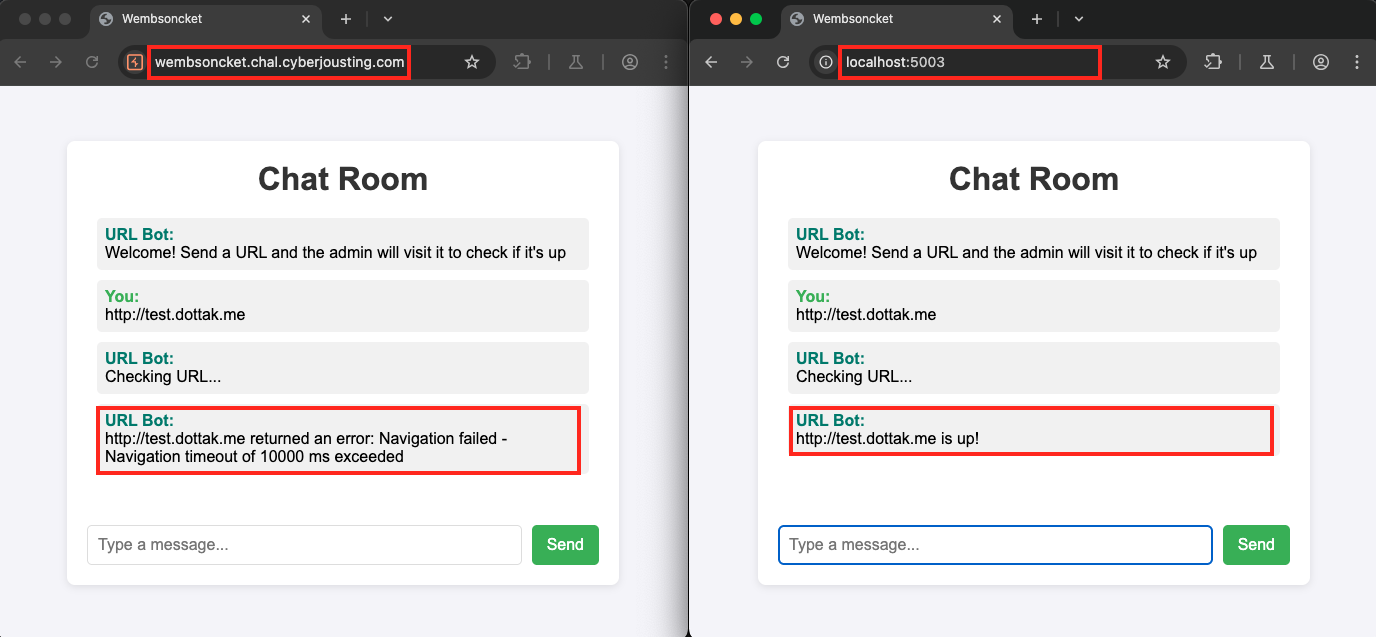 Wembsoncket
wembsoncket.chal.cyberjousting.com
Chat Room
URL Bot:
Welcome! Send a URL and the admin will visit it to check if it's up
You:
http://test.dottak.me
URL Bot:
Checking URL...
URL Bot:
http://test.dottak.me returned an error: Navigation failed -
Navigation timeout of 10000 ms exceeded
Type a message...
Send
Wembsoncket
localhost:5003
Chat Room
URL Bot:
Welcome! Send a URL and the admin will visit it to check if it's up
You:
http://test.dottak.me
URL Bot:
Checking URL...
URL Bot:
http://test.dottak.me is up!
Type a message...
Send